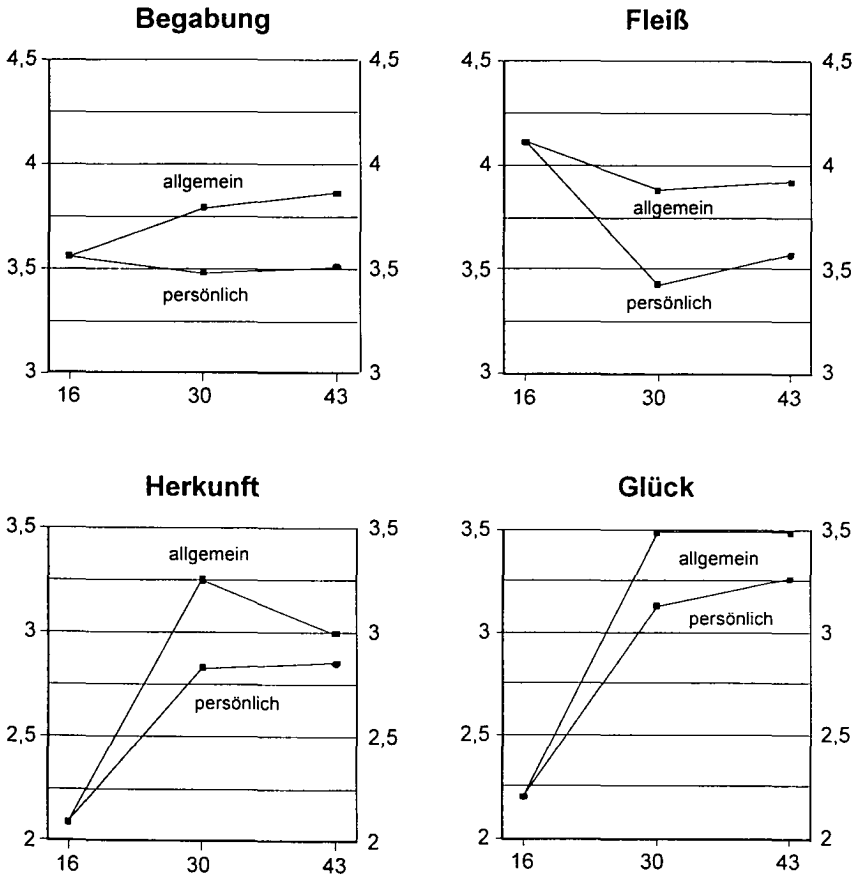 Begabung
4,5 4,5
4 4
allgemein
3,5 3,5
persönlich
3 3
16 30 43
Fleiß
4,5 4,5
4 4
allgemein
3,5 3,5
persönlich
3 3
16 30 43
Herkunft
3,5 3,5
allgemein
3 3
persönlich
2,5 2,5
2 2
16 30 43
Glück
3,5 3,5
allgemein
persönlich
3 3
2,5 2,5
2 2
16 30 43